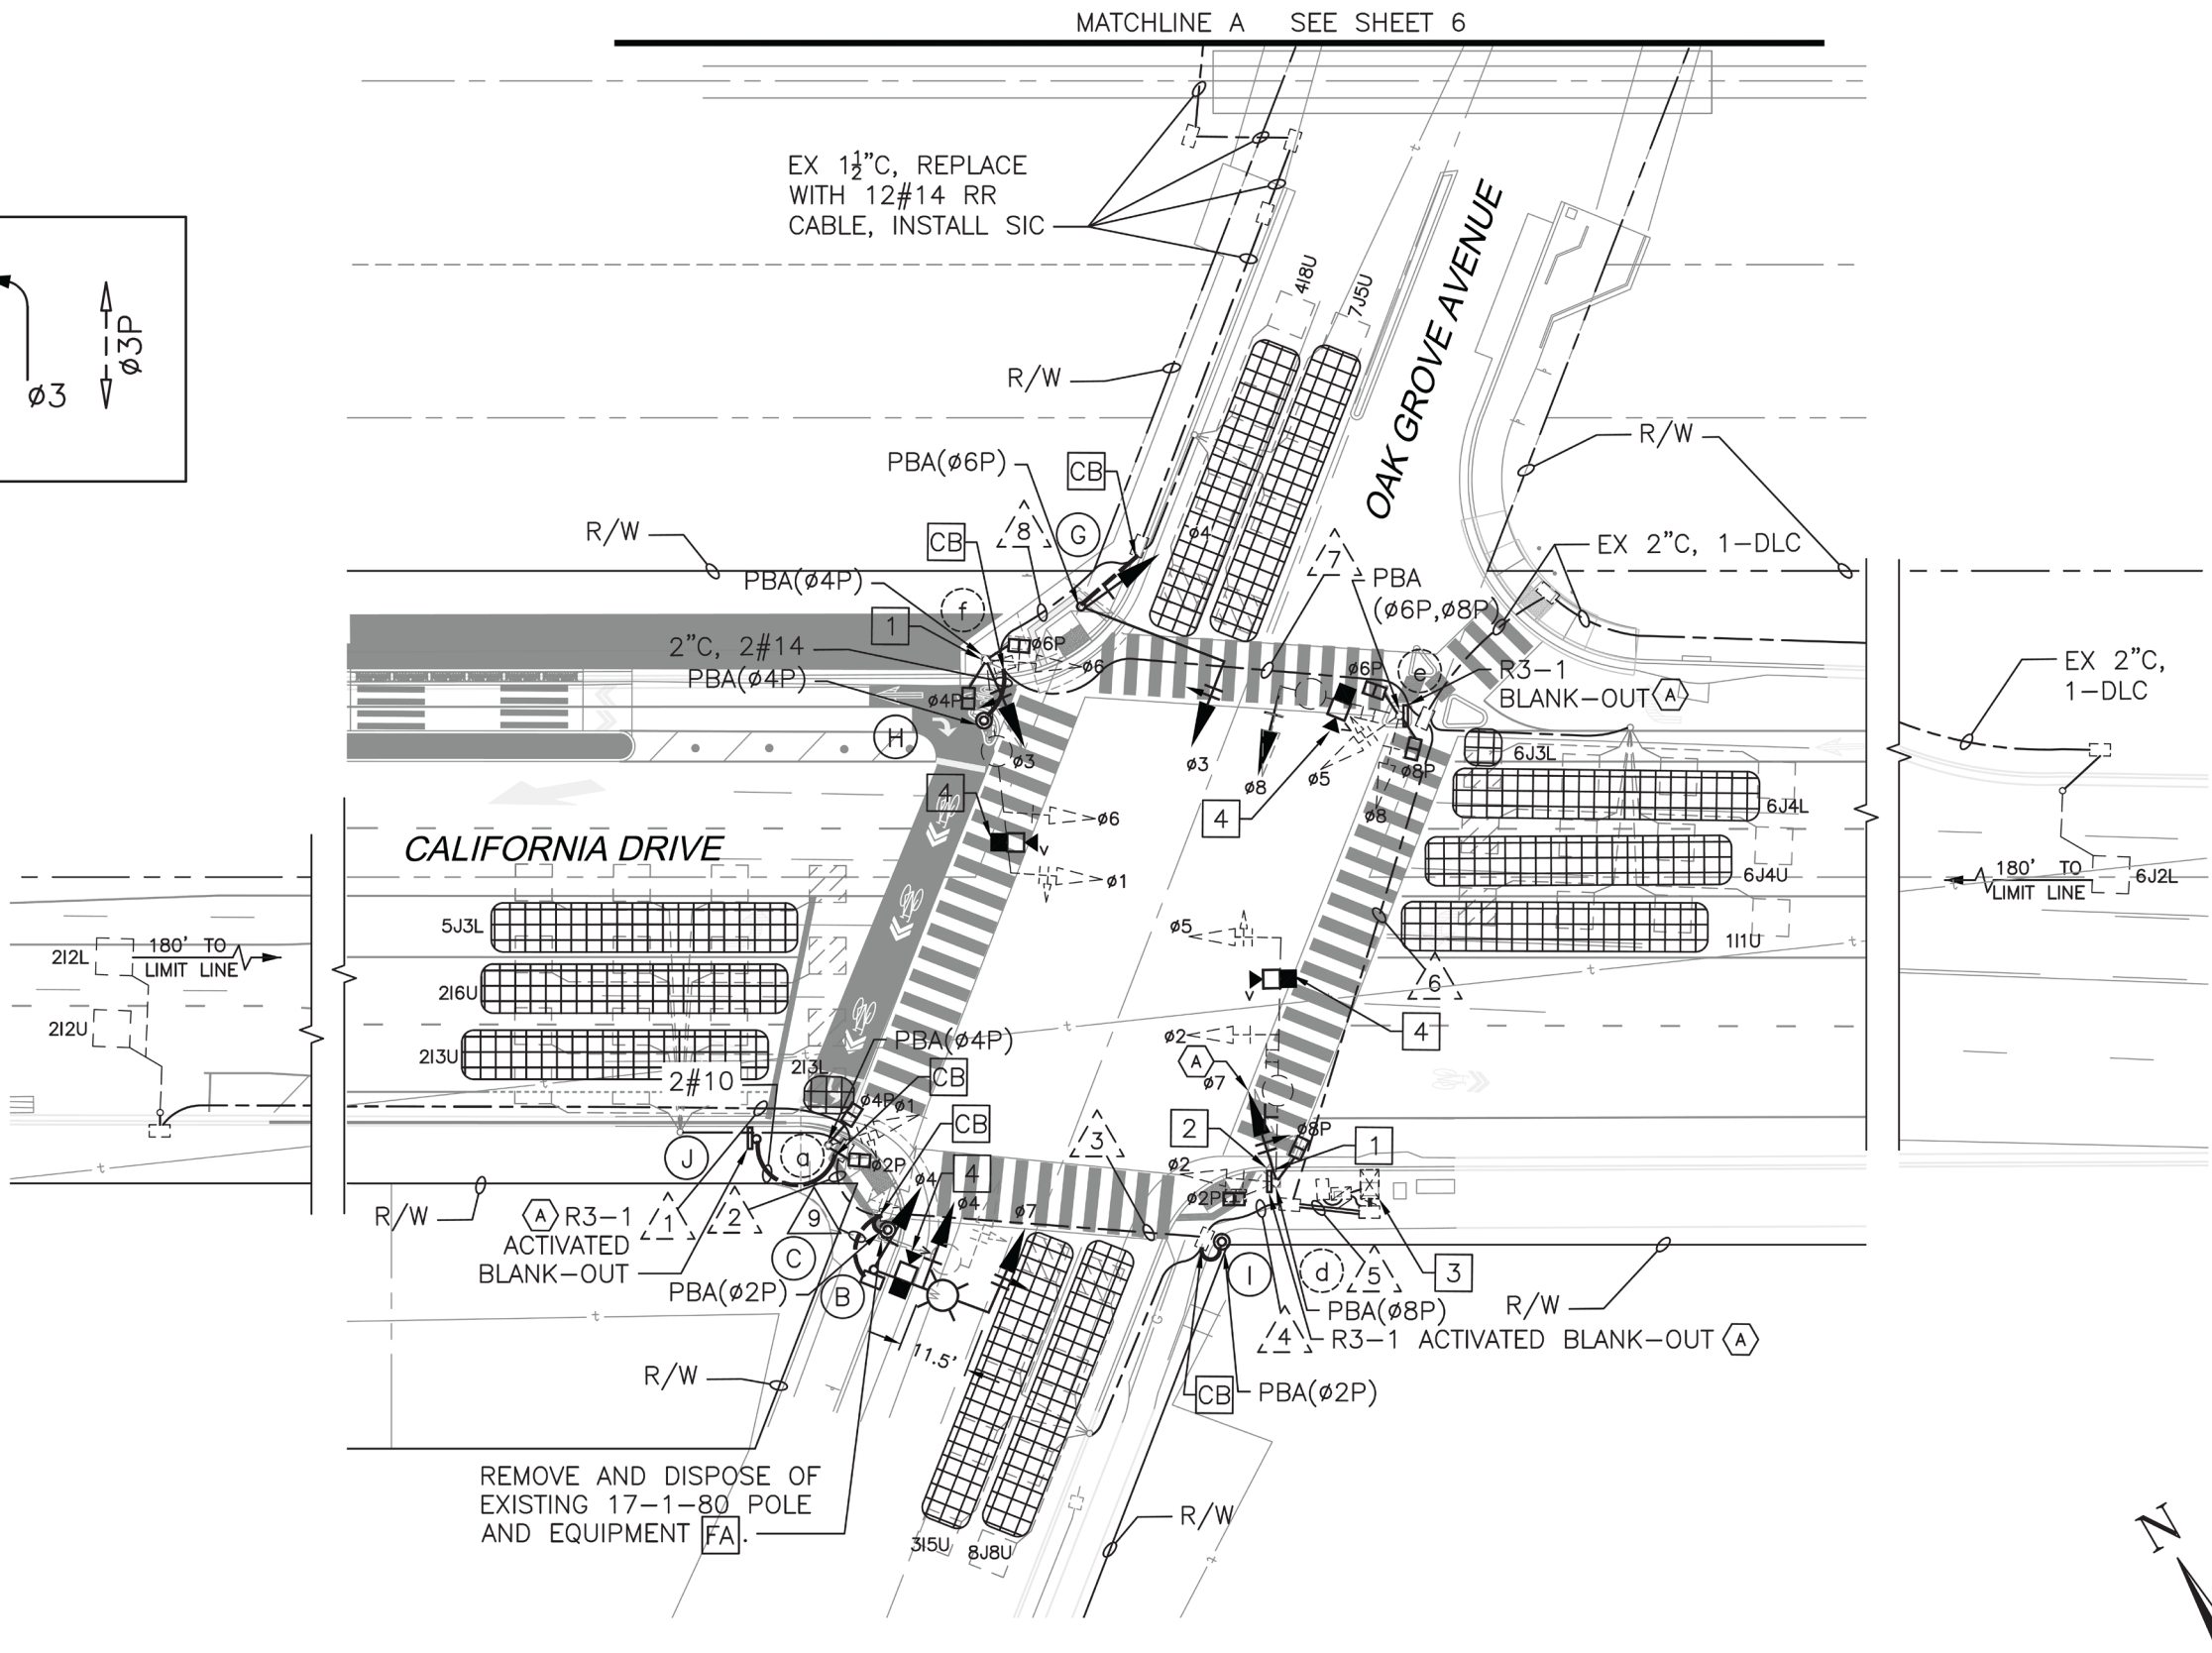 MATCHLINE A SEE SHEET 6
EX 1½"C, REPLACE
WITH 12#14 RR
CABLE, INSTALL SIC
ø3
ø3P
4I8U
7J5U
OAK GROVE AVENUE
R/W
R/W
PBA(ø6P)
CB
R/W
CB
8
G
ø4
7
EX 2"C, 1-DLC
PBA(ø4P)
f
PBA
(ø6P,ø8P)
1
2"C, 2#14
ø6P
ø6
PBA(ø4P)
ø6P
e
R3-1
BLANK-OUT A
EX 2"C,
1-DLC
ø4P
H
ø3
ø3
ø8
ø5
ø8P
6J3L
4
4
ø8
6J4L
ø6
CALIFORNIA DRIVE
V
ø1
6J4U
180' TO
LIMIT LINE
6J2L
5J3L
ø5
1I1U
2I2L
180' TO
LIMIT LINE
2I6U
V
6
2I2U
4
2I3U
PBA(ø4P)
ø2
2I3L
2#10
CB
A
ø7
ø4P
ø1
CB
3
2
ø8P
1
J
a
ø2P
4
ø2
ø4
ø4
ø2P
X
R/W
A R3-1
ACTIVATED
BLANK-OUT
1
2
9
ø7
C
I
d
5
3
PBA(ø2P)
B
PBA(ø8P)
R/W
4
R3-1 ACTIVATED BLANK-OUT A
11.5'
R/W
CB
PBA(ø2P)
REMOVE AND DISPOSE OF
EXISTING 17-1-80 POLE
AND EQUIPMENT FA.
R/W
3I5U
8J8U
N